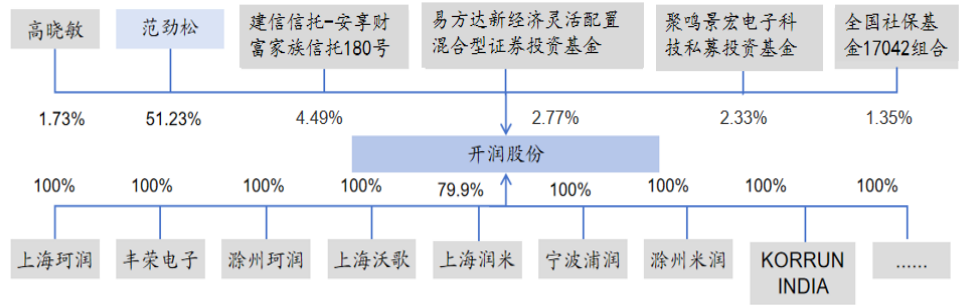 高晓敏
范劲松
建信信托-安享财
富家族信托180号
易方达新经济灵活配置
混合型证券投资基金
聚鸣景宏电子科
技私募投资基金
全国社保基
金17042组合
1.73%
51.23%
4.49%
2.77%
2.33%
1.35%
开润股份
100%
100%
100%
100%
79.9%
100%
100%
100%
100%
上海珂润
丰荣电子
滁州珂润
上海沃歌
上海润米
宁波浦润
滁州米润
KORRUN
INDIA
......